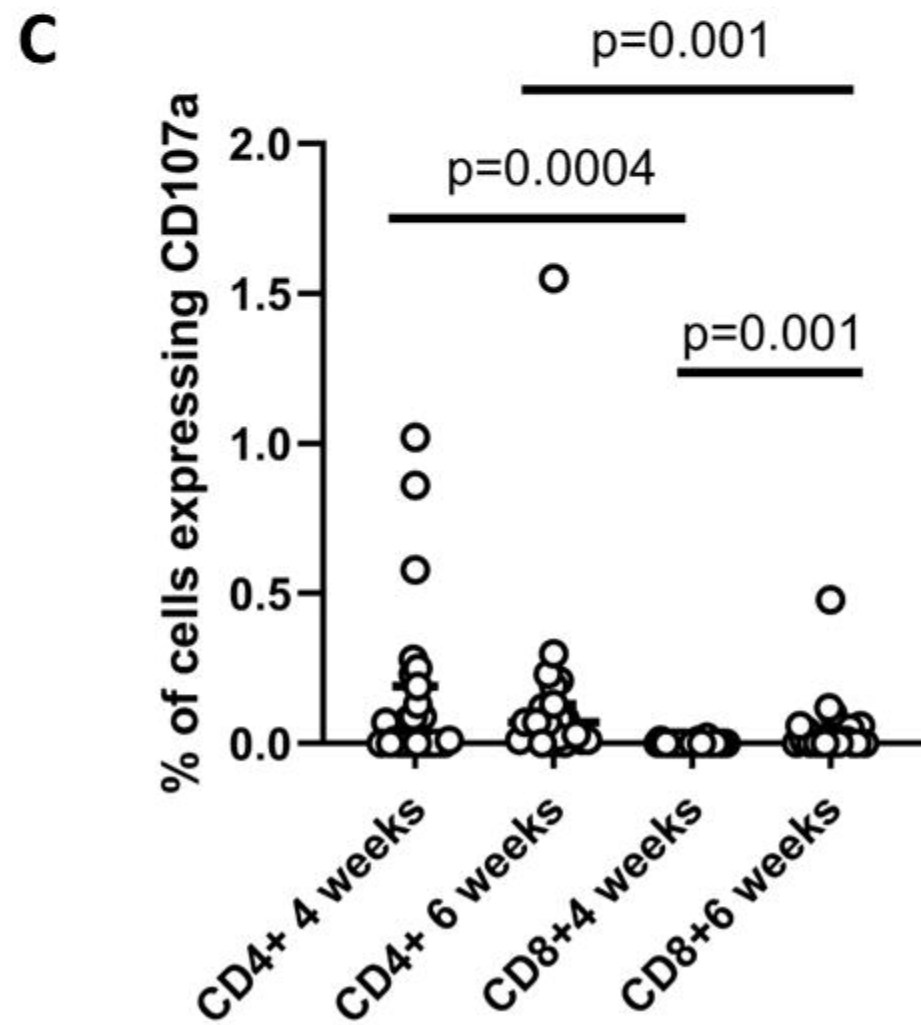 C
p=0.001
p=0.0004
p=0.001
% of cells expressing CD107a
2.0
1.5
1.0
0.5
0.0
CD4+ 4 weeks
CD4+ 6 weeks
CD8+4 weeks
CD8+6 weeks